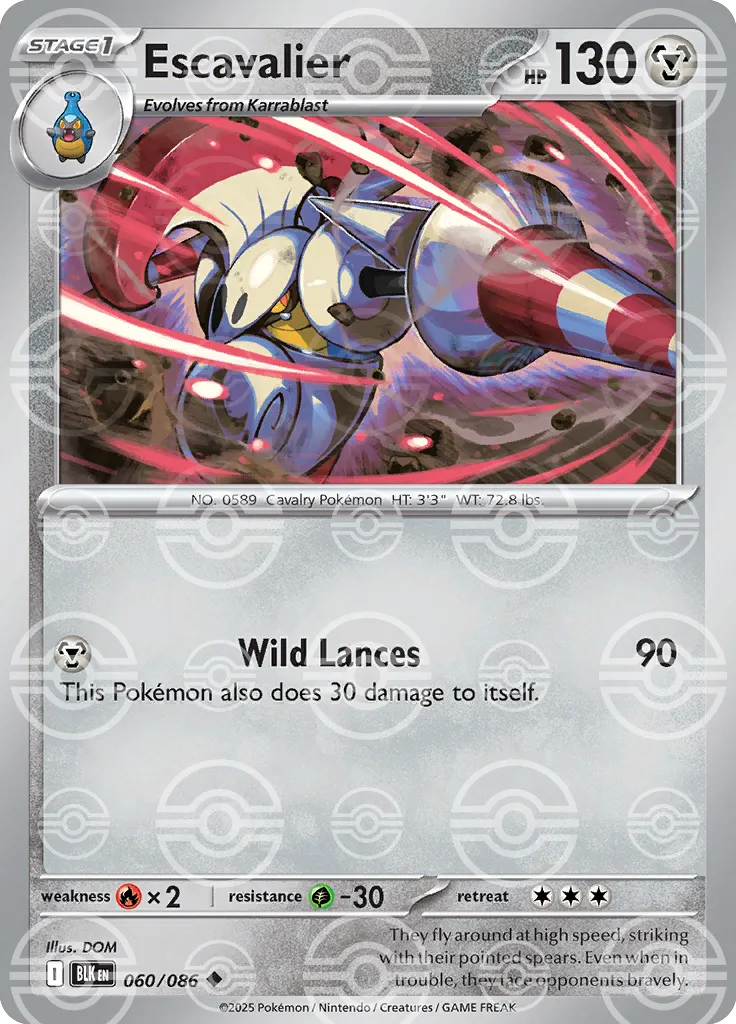 STAGE1
Escavalier
HP 130
Evolves from Karrablast
NO. 0589 Cavalry Pokémon HT: 3'3" WT: 72.8 lbs.
Wild Lances 90
This Pokémon also does 30 damage to itself.
weakness ×2 resistance -30 retreat
Illus. DOM
They fly around at high speed, striking
with their pointed spears. Even when in
trouble, they face opponents bravely.
I BLK EN 060/086
©2025 Pokémon / Nintendo / Creatures / GAME FREAK